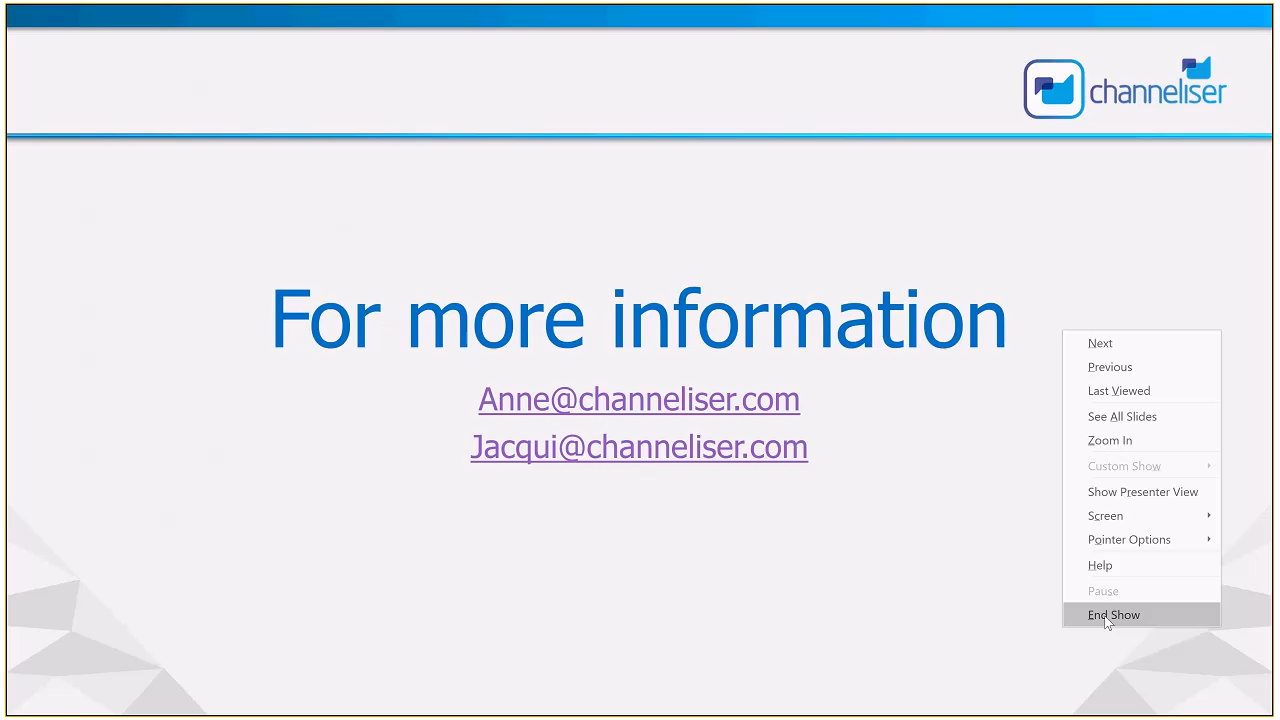 channeliser
For more information
Anne@channeliser.com
Jacqui@channeliser.com
Next
Previous
Last Viewed
See All Slides
Zoom In
Custom Show
Show Presenter View
Screen
Pointer Options
Help
Pause
End Show